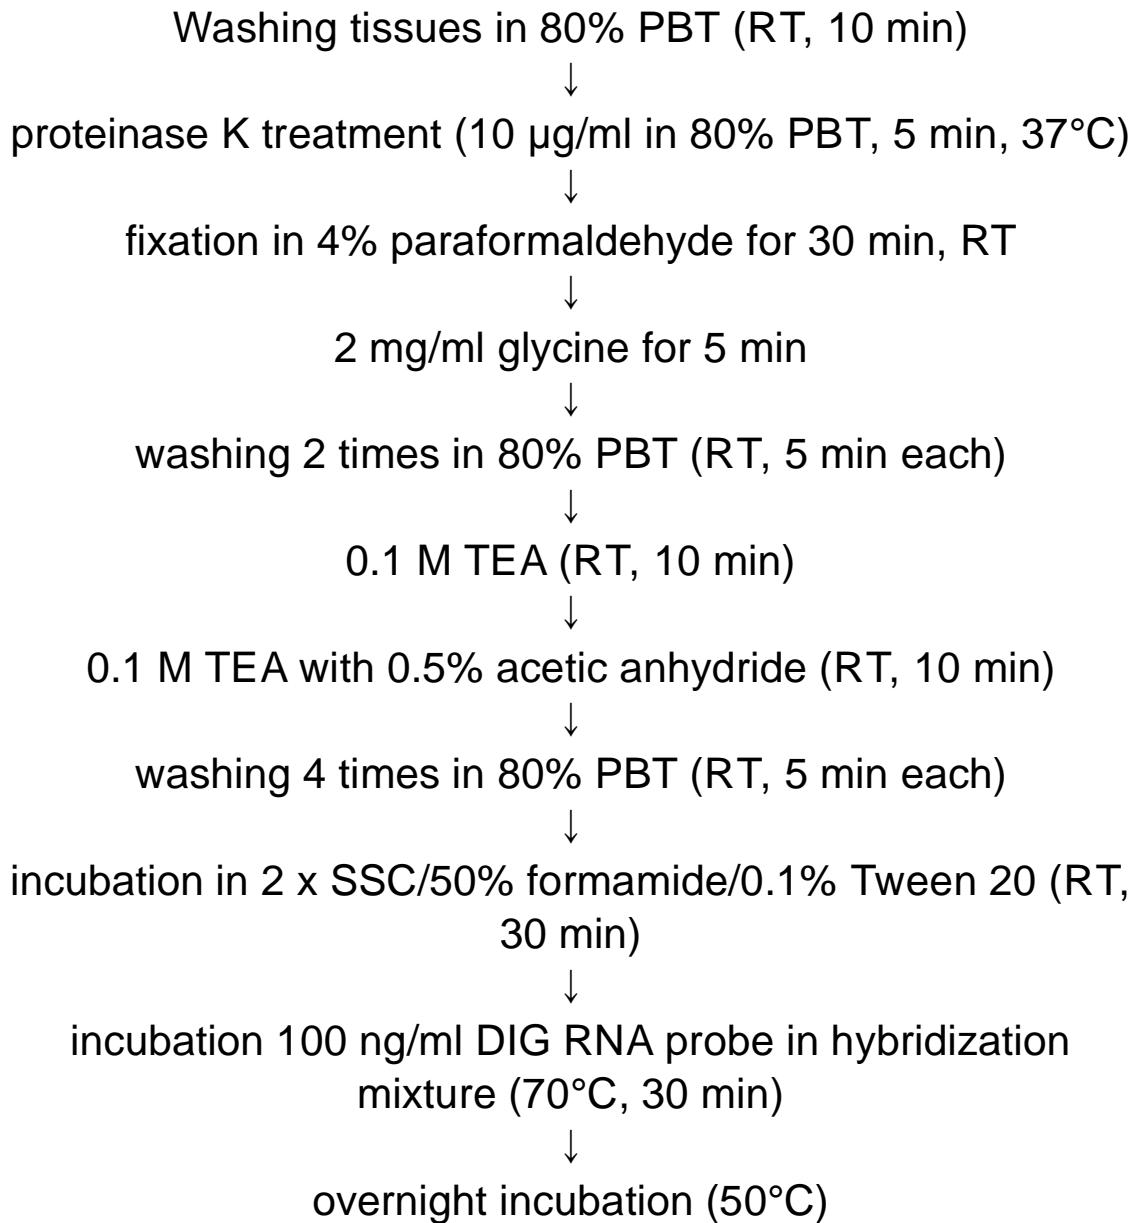 Washing tissues in 80% PBT (RT, 10 min)
↓
proteinase K treatment (10 µg/ml in 80% PBT, 5 min, 37°C)
↓
fixation in 4% paraformaldehyde for 30 min, RT
↓
2 mg/ml glycine for 5 min
↓
washing 2 times in 80% PBT (RT, 5 min each)
↓
0.1 M TEA (RT, 10 min)
↓
0.1 M TEA with 0.5% acetic anhydride (RT, 10 min)
↓
washing 4 times in 80% PBT (RT, 5 min each)
↓
incubation in 2 x SSC/50% formamide/0.1% Tween 20 (RT,
30 min)
↓
incubation 100 ng/ml DIG RNA probe in hybridization
mixture (70°C, 30 min)
↓
overnight incubation (50°C)